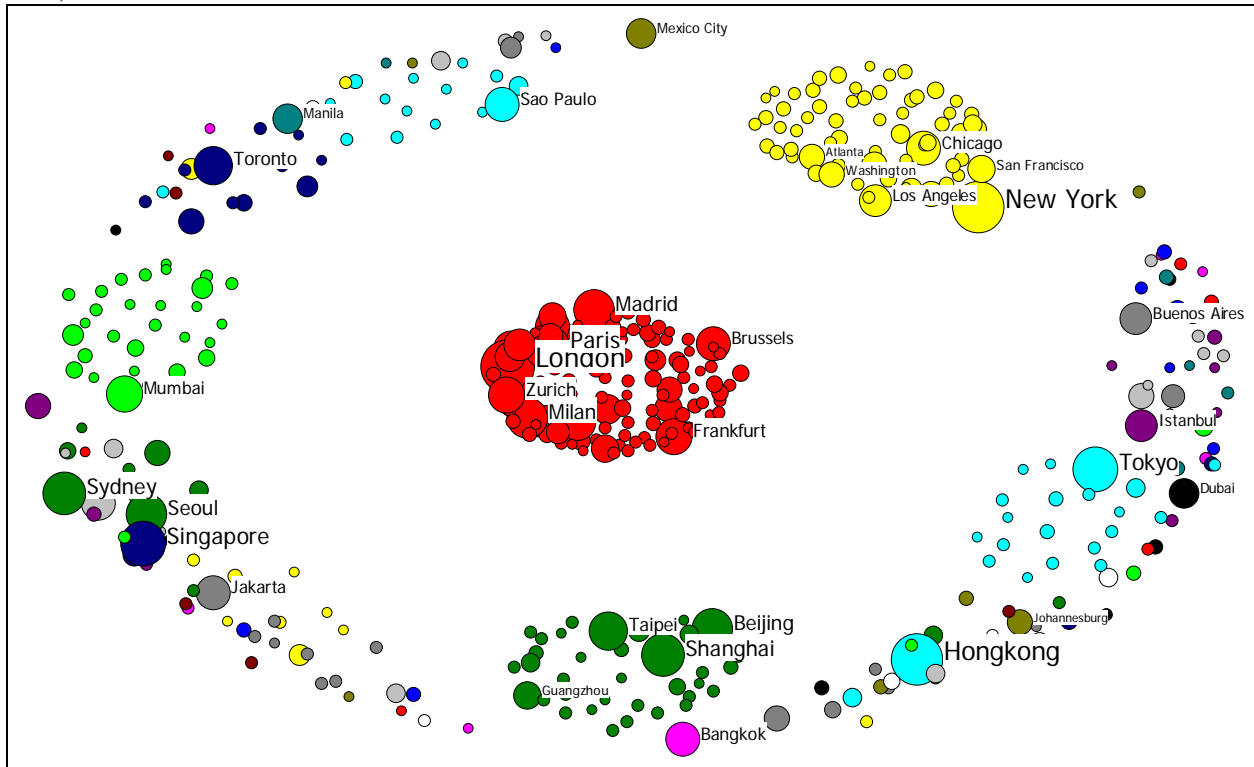 Mexico City
Sao Paulo
Manila
Toronto
Chicago
Atlanta
San Francisco
Washington
Los Angeles
New York
Madrid
Buenos Aires
Paris
Brussels
London
Zurich
Mumbai
Milan
Istanbul
Frankfurt
Tokyo
Sydney
Dubai
Seoul
Singapore
Jakarta
Johannesburg
Taipei
Beijing
Shanghai
Hongkong
Guangzhou
Bangkok